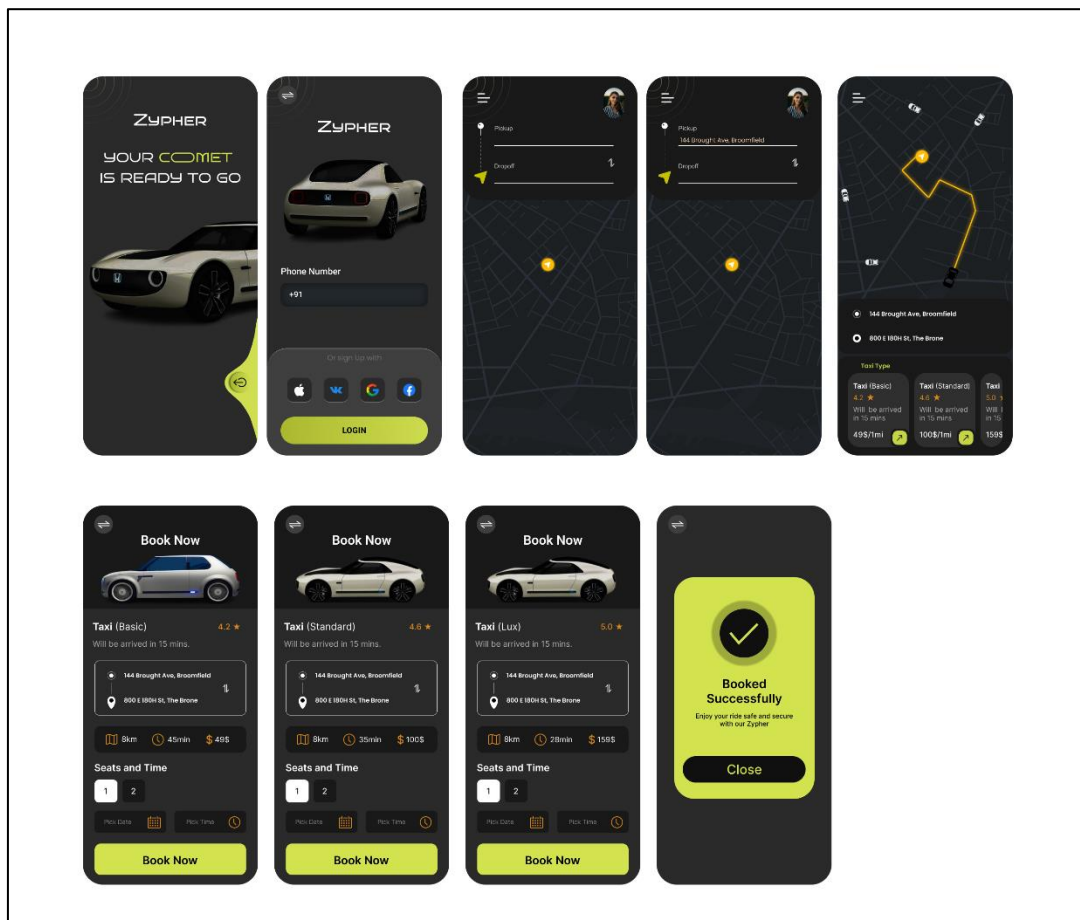 ZYPHER
YOUR COMET
IS READY TO GO
ZYPHER
Phone Number
+91
Or sign up with
LOGIN
Pickup
Dropoff
Pickup
144 Brought Ave, Broomfield
Dropoff
144 Brought Ave, Broomfield
800 E 180H St, The Brone
Taxi Type
Taxi (Basic)
4.2 ★
Will be arrived
in 15 mins
49$/1mi
Taxi (Standard)
4.6 ★
Will be arrived
in 15 mins
100$/1mi
Taxi
5.0
Will
in 15
159$
Book Now
Taxi (Basic) 4.2 ★
Will be arrived in 15 mins.
144 Brought Ave, Broomfield
800 E 180H St, The Brone
8km 45min $ 49$
Seats and Time
1 2
Pick Date Pick Time
Book Now
Book Now
Taxi (Standard) 4.6 ★
Will be arrived in 15 mins.
144 Brought Ave, Broomfield
800 E 180H St, The Brone
8km 35min $ 100$
Seats and Time
1 2
Pick Date Pick Time
Book Now
Book Now
Taxi (Lux) 5.0 ★
Will be arrived in 15 mins.
144 Brought Ave, Broomfield
800 E 180H St, The Brone
8km 28min $ 159$
Seats and Time
1 2
Pick Date Pick Time
Book Now
Booked
Successfully
Enjoy your ride safe and secure
with our Zypher
Close